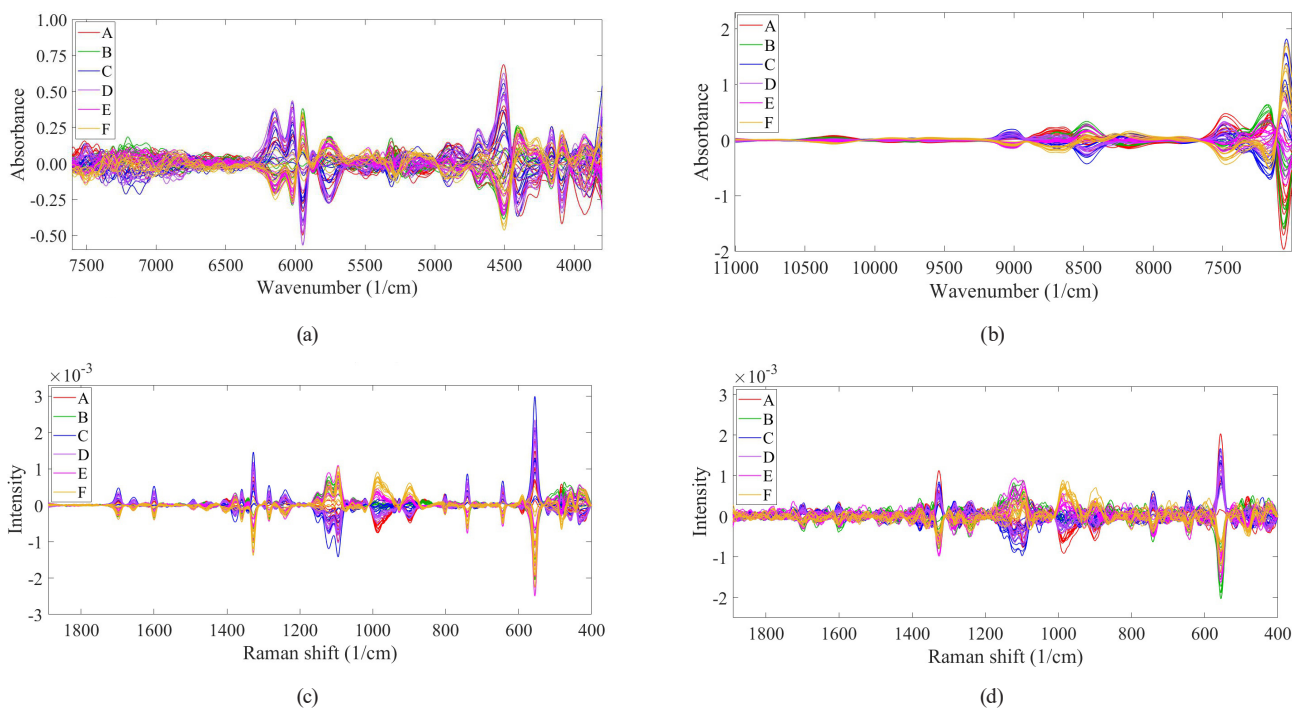 1.00
0.75
0.50
0.25
0.00
-0.25
-0.50
Absorbance
A
B
C
D
E
F
7500 7000 6500 6000 5500 5000 4500 4000
Wavenumber (1/cm)
(a)
2
1
0
-1
-2
Absorbance
A
B
C
D
E
F
11000 10500 10000 9500 9000 8500 8000 7500
Wavenumber (1/cm)
(b)
×10-3
3
2
1
0
-1
-2
-3
Intensity
A
B
C
D
E
F
1800 1600 1400 1200 1000 800 600 400
Raman shift (1/cm)
(c)
×10-3
3
2
1
0
-1
-2
Intensity
A
B
C
D
E
F
1800 1600 1400 1200 1000 800 600 400
Raman shift (1/cm)
(d)